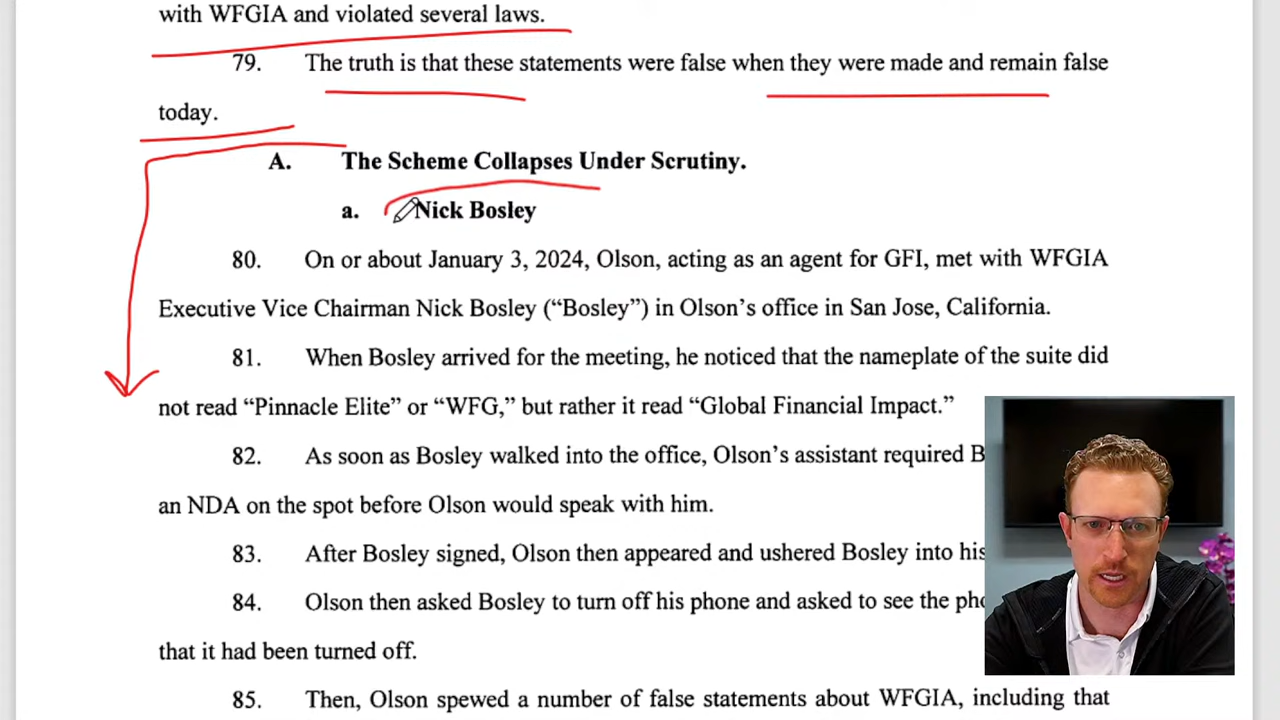 with WFGIA and violated several laws.
79. The truth is that these statements were false when they were made and remain false
today.
A. The Scheme Collapses Under Scrutiny.
a. Nick Bosley
80. On or about January 3, 2024, Olson, acting as an agent for GFI, met with WFGIA
Executive Vice Chairman Nick Bosley (“Bosley”) in Olson’s office in San Jose, California.
81. When Bosley arrived for the meeting, he noticed that the nameplate of the suite did
not read “Pinnacle Elite” or “WFG,” but rather it read “Global Financial Impact.”
82. As soon as Bosley walked into the office, Olson’s assistant required B
an NDA on the spot before Olson would speak with him.
83. After Bosley signed, Olson then appeared and ushered Bosley into his
84. Olson then asked Bosley to turn off his phone and asked to see the pho
that it had been turned off.
85. Then, Olson spewed a number of false statements about WFGIA, including that